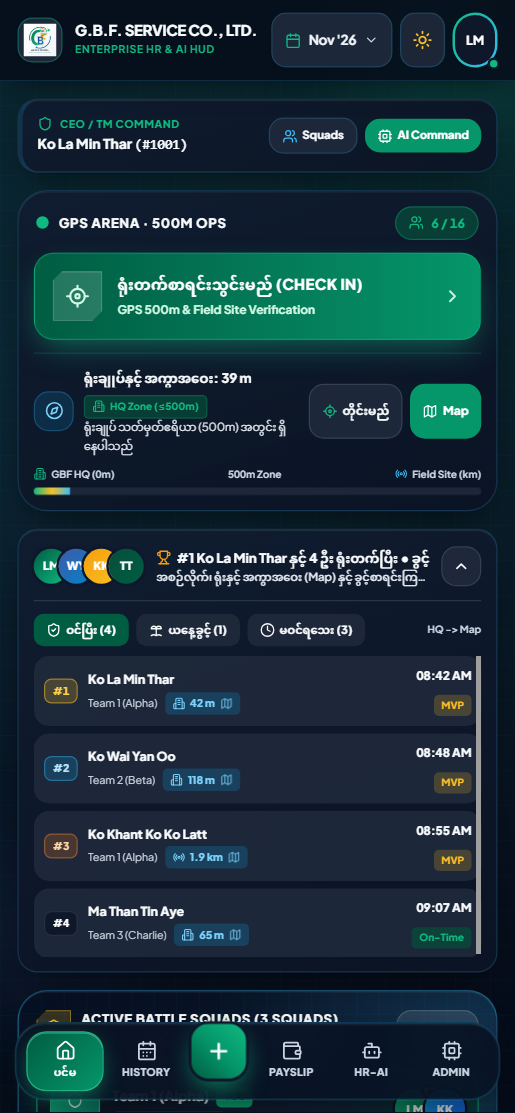 G.B.F. SERVICE CO., LTD.
ENTERPRISE HR & AI HUD
Nov '26
LM
CEO / TM COMMAND
Ko La Min Thar (#1001)
Squads
AI Command
GPS ARENA · 500M OPS
6 / 16
ရုံးတက်စာရင်းသွင်းမည် (CHECK IN)
GPS 500m & Field Site Verification
ရုံးချုပ်နှင့် အကွာအဝေး: 39 m
HQ Zone (≤500m)
ရုံးချုပ် သတ်မှတ်ဧရိယာ (500m) အတွင်း ရှိ
နေပါသည်
တိုင်းမည်
Map
GBF HQ (0m)
500m Zone
Field Site (km)
LM
KK
TT
#1 Ko La Min Thar နှင့် 4 ဦး ရုံးတက်ပြီး • ခွင့်
အစဉ်လိုက်၊ ရုံးနှင့် အကွာအဝေး (Map) နှင့် ခွင့်စာရင်းကြ...
ဝင်ပြီး (4)
ယနေ့ခွင့် (1)
မဝင်ရသေး (3)
HQ -> Map
#1
Ko La Min Thar
Team 1 (Alpha)
42 m
08:42 AM
MVP
#2
Ko Wai Yan Oo
Team 2 (Beta)
118 m
08:48 AM
MVP
#3
Ko Khant Ko Ko Latt
Team 1 (Alpha)
1.9 km
08:55 AM
MVP
#4
Ma Than Tin Aye
Team 3 (Charlie)
65 m
09:07 AM
On-Time
ACTIVE BATTLE SQUADS (3 SQUADS)
Team 1 (Alpha)
LM
KK
ပင်မ
HISTORY
PAYSLIP
HR-AI
ADMIN